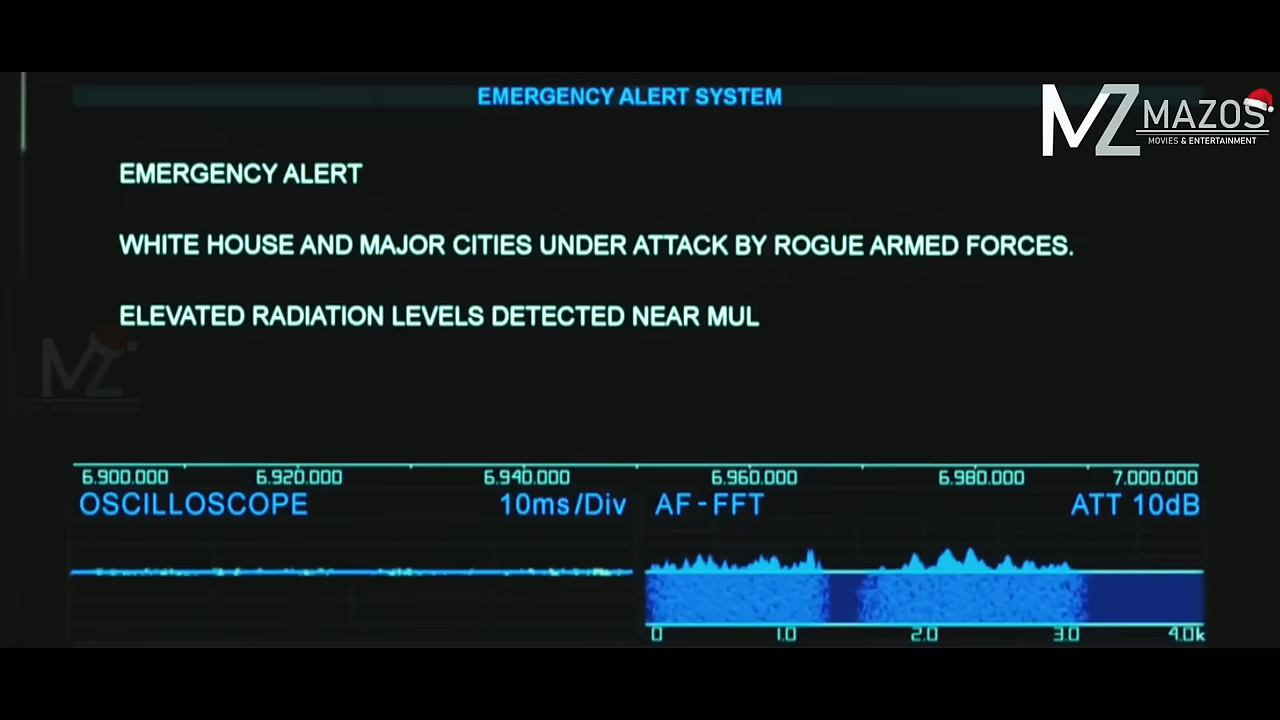 EMERGENCY ALERT SYSTEM
MZ MAZOS
MOVIES & ENTERTAINMENT
EMERGENCY ALERT
WHITE HOUSE AND MAJOR CITIES UNDER ATTACK BY ROGUE ARMED FORCES.
ELEVATED RADIATION LEVELS DETECTED NEAR MUL
MZ
6.900.000 6.920.000 6.940.000 6.960.000 6.980.000 7.000.000
OSCILLOSCOPE 10ms/Div AF-FFT ATT 10dB
0 1.0 2.0 3.0 4.0k